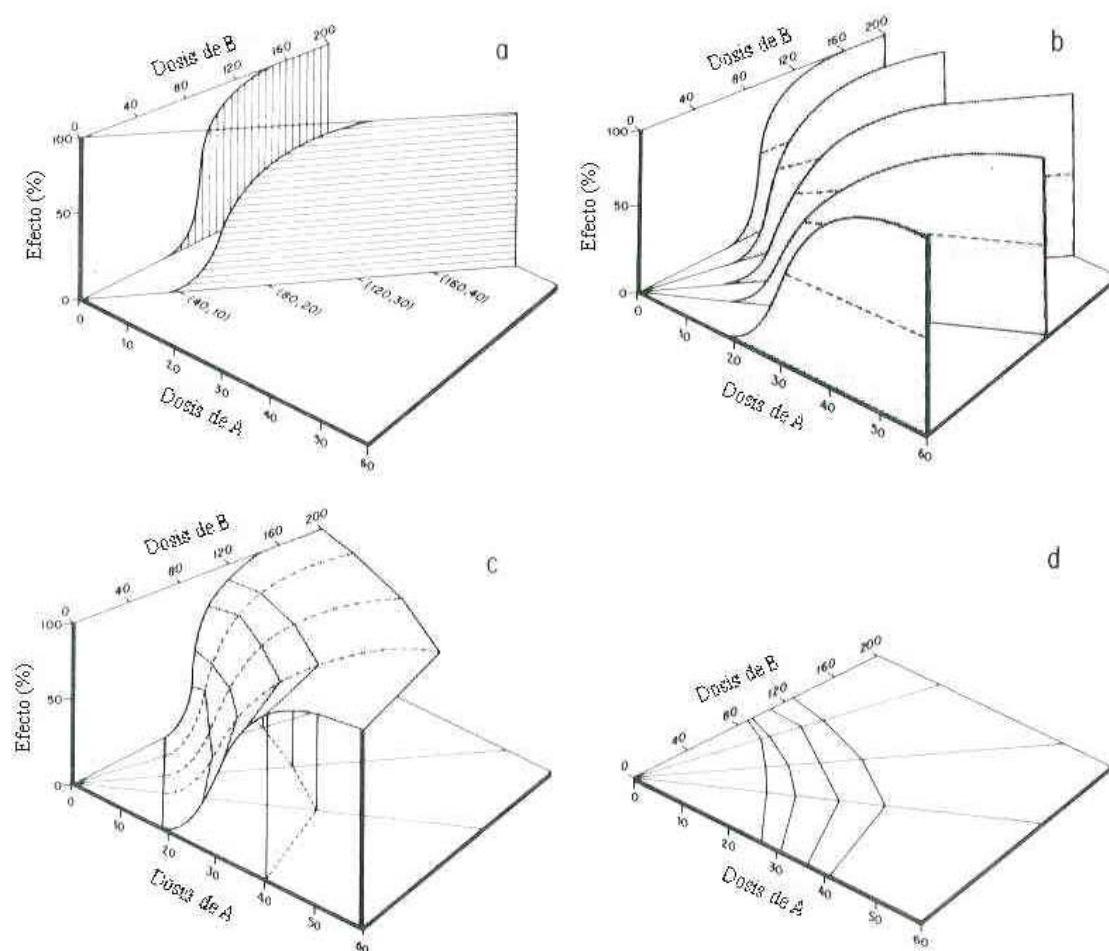 a
Dosis de B
0 40 80 120 160 200
Efecto (%)
100
50
0
(40,10)
(80,20)
(120,30)
(160,40)
0 10 20 30 40 50 60
Dosis de A
b
Dosis de B
0 40 80 120 160 200
Efecto (%)
100
50
0
0 10 20 30 40 50 60
Dosis de A
c
Dosis de B
0 40 80 120 160 200
Efecto (%)
100
50
0
0 10 20 30 40 50 60
Dosis de A
d
Dosis de B
0 40 80 120 160 200
0 10 20 30 40 50 60
Dosis de A